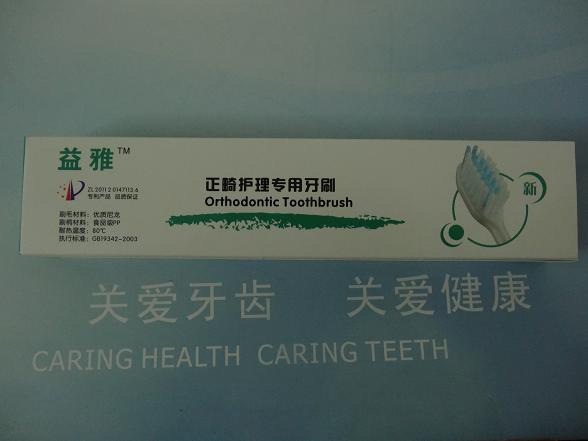 益雅™
ZL 2011 2 0147113.6
专利产品 品质保证
刷毛材料：优质尼龙
刷柄材料：食品级PP
耐热温度：80℃
执行标准：GB19342-2003
正畸护理专用牙刷
Orthodontic Toothbrush
新
关爱牙齿 关爱健康
CARING HEALTH CARING TEETH